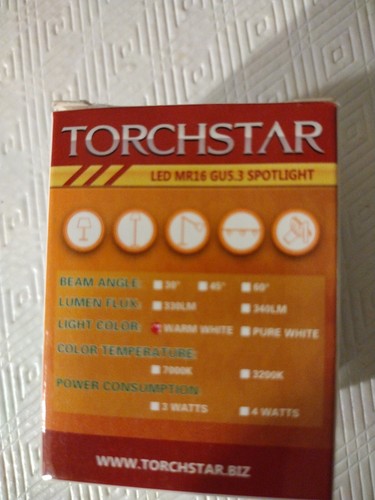 TORCHSTAR
LED MR16 GU5.3 SPOTLIGHT
BEAM ANGLE: 30° 45° 60°
LUMEN FLUX: 330LM 340LM
LIGHT COLOR: WARM WHITE PURE WHITE
COLOR TEMPERATURE:
7000K 3200K
POWER CONSUMPTION
3 WATTS 4 WATTS
WWW.TORCHSTAR.BIZ